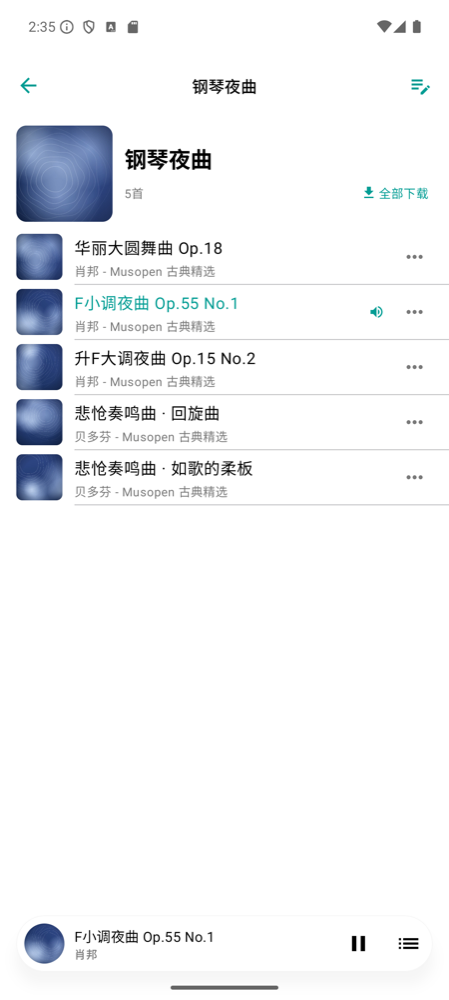 2:35
钢琴夜曲
钢琴夜曲
5首
全部下载
华丽大圆舞曲 Op.18
肖邦 - Musopen 古典精选
F小调夜曲 Op.55 No.1
肖邦 - Musopen 古典精选
升F大调夜曲 Op.15 No.2
肖邦 - Musopen 古典精选
悲怆奏鸣曲 · 回旋曲
贝多芬 - Musopen 古典精选
悲怆奏鸣曲 · 如歌的柔板
贝多芬 - Musopen 古典精选
F小调夜曲 Op.55 No.1
肖邦